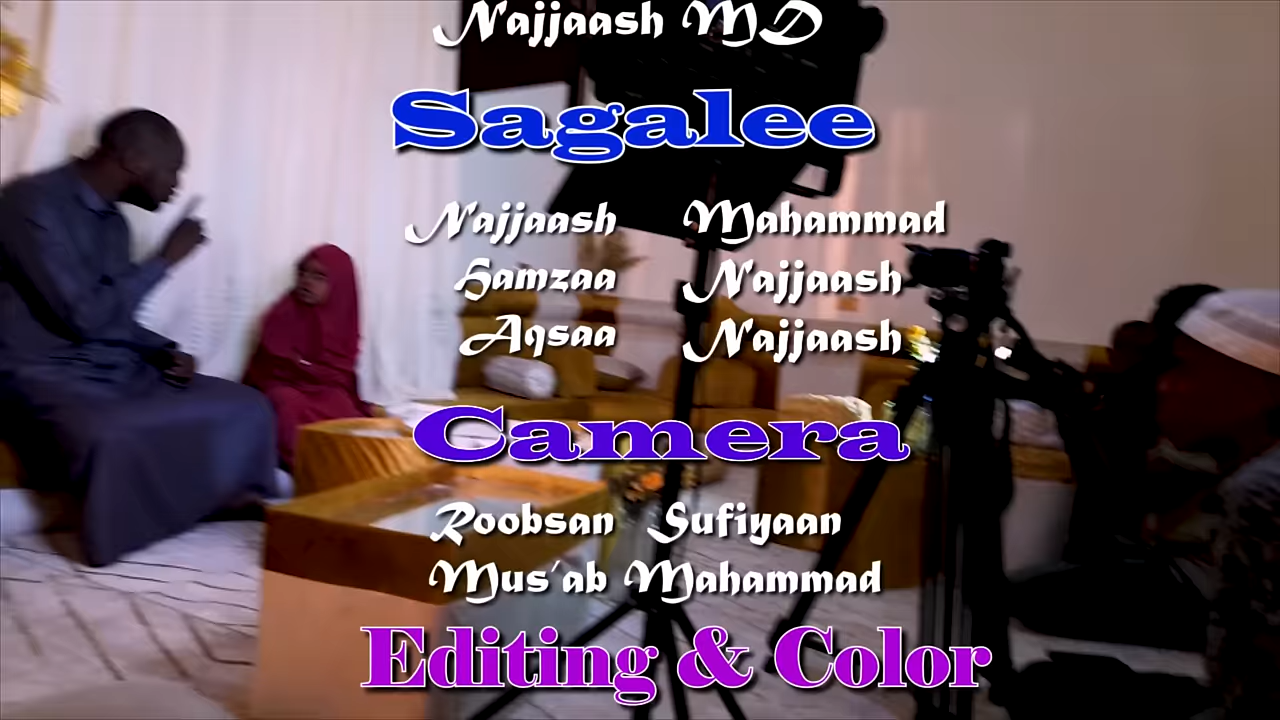 Najjaash MD
Sagalee
Najjaash Mahammad
Hamzaa Najjaash
Aqsaa Najjaash
Camera
Roobsan Sufiyaan
Mus'ab Mahammad
Editing & Color